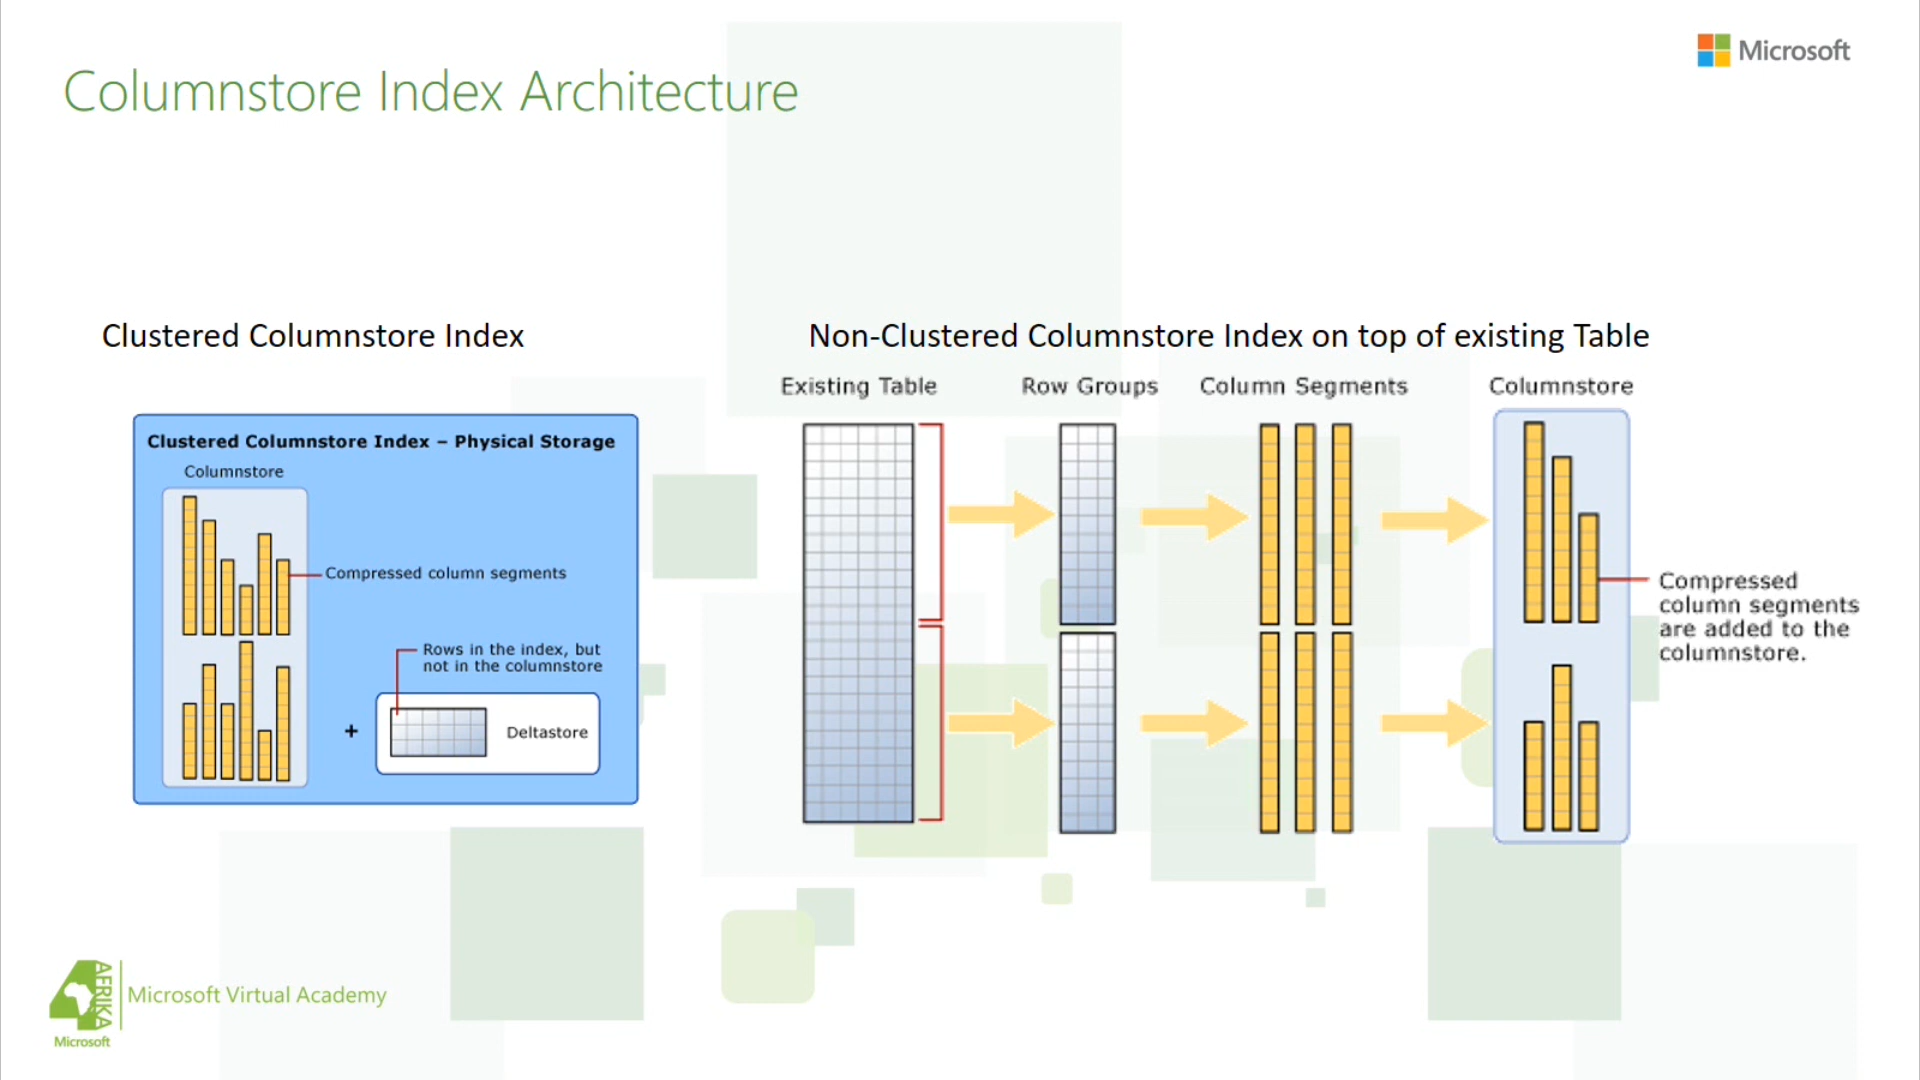 Columnstore Index Architecture
Microsoft
Clustered Columnstore Index
Clustered Columnstore Index – Physical Storage
Columnstore
Compressed column segments
Rows in the index, but
not in the columnstore
+
Deltastore
Non-Clustered Columnstore Index on top of existing Table
Existing Table
Row Groups
Column Segments
Columnstore
Compressed
column segments
are added to the
columnstore.
4AFRIKA
Microsoft
Microsoft Virtual Academy